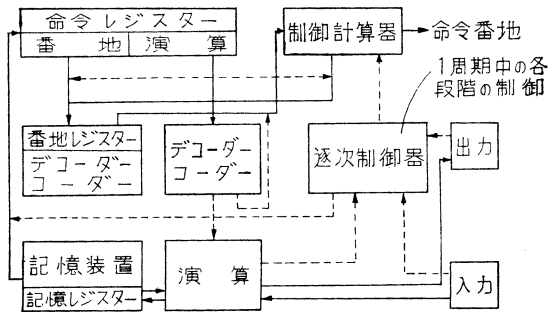 命令レジスター
番地
演算
制御計算器
命令番地
1周期中の各
段階の制御
番地レジスター
デコーダー
コーダー
デコーダー
コーダー
逐次制御器
出力
記憶装置
記憶レジスター
演算
入力